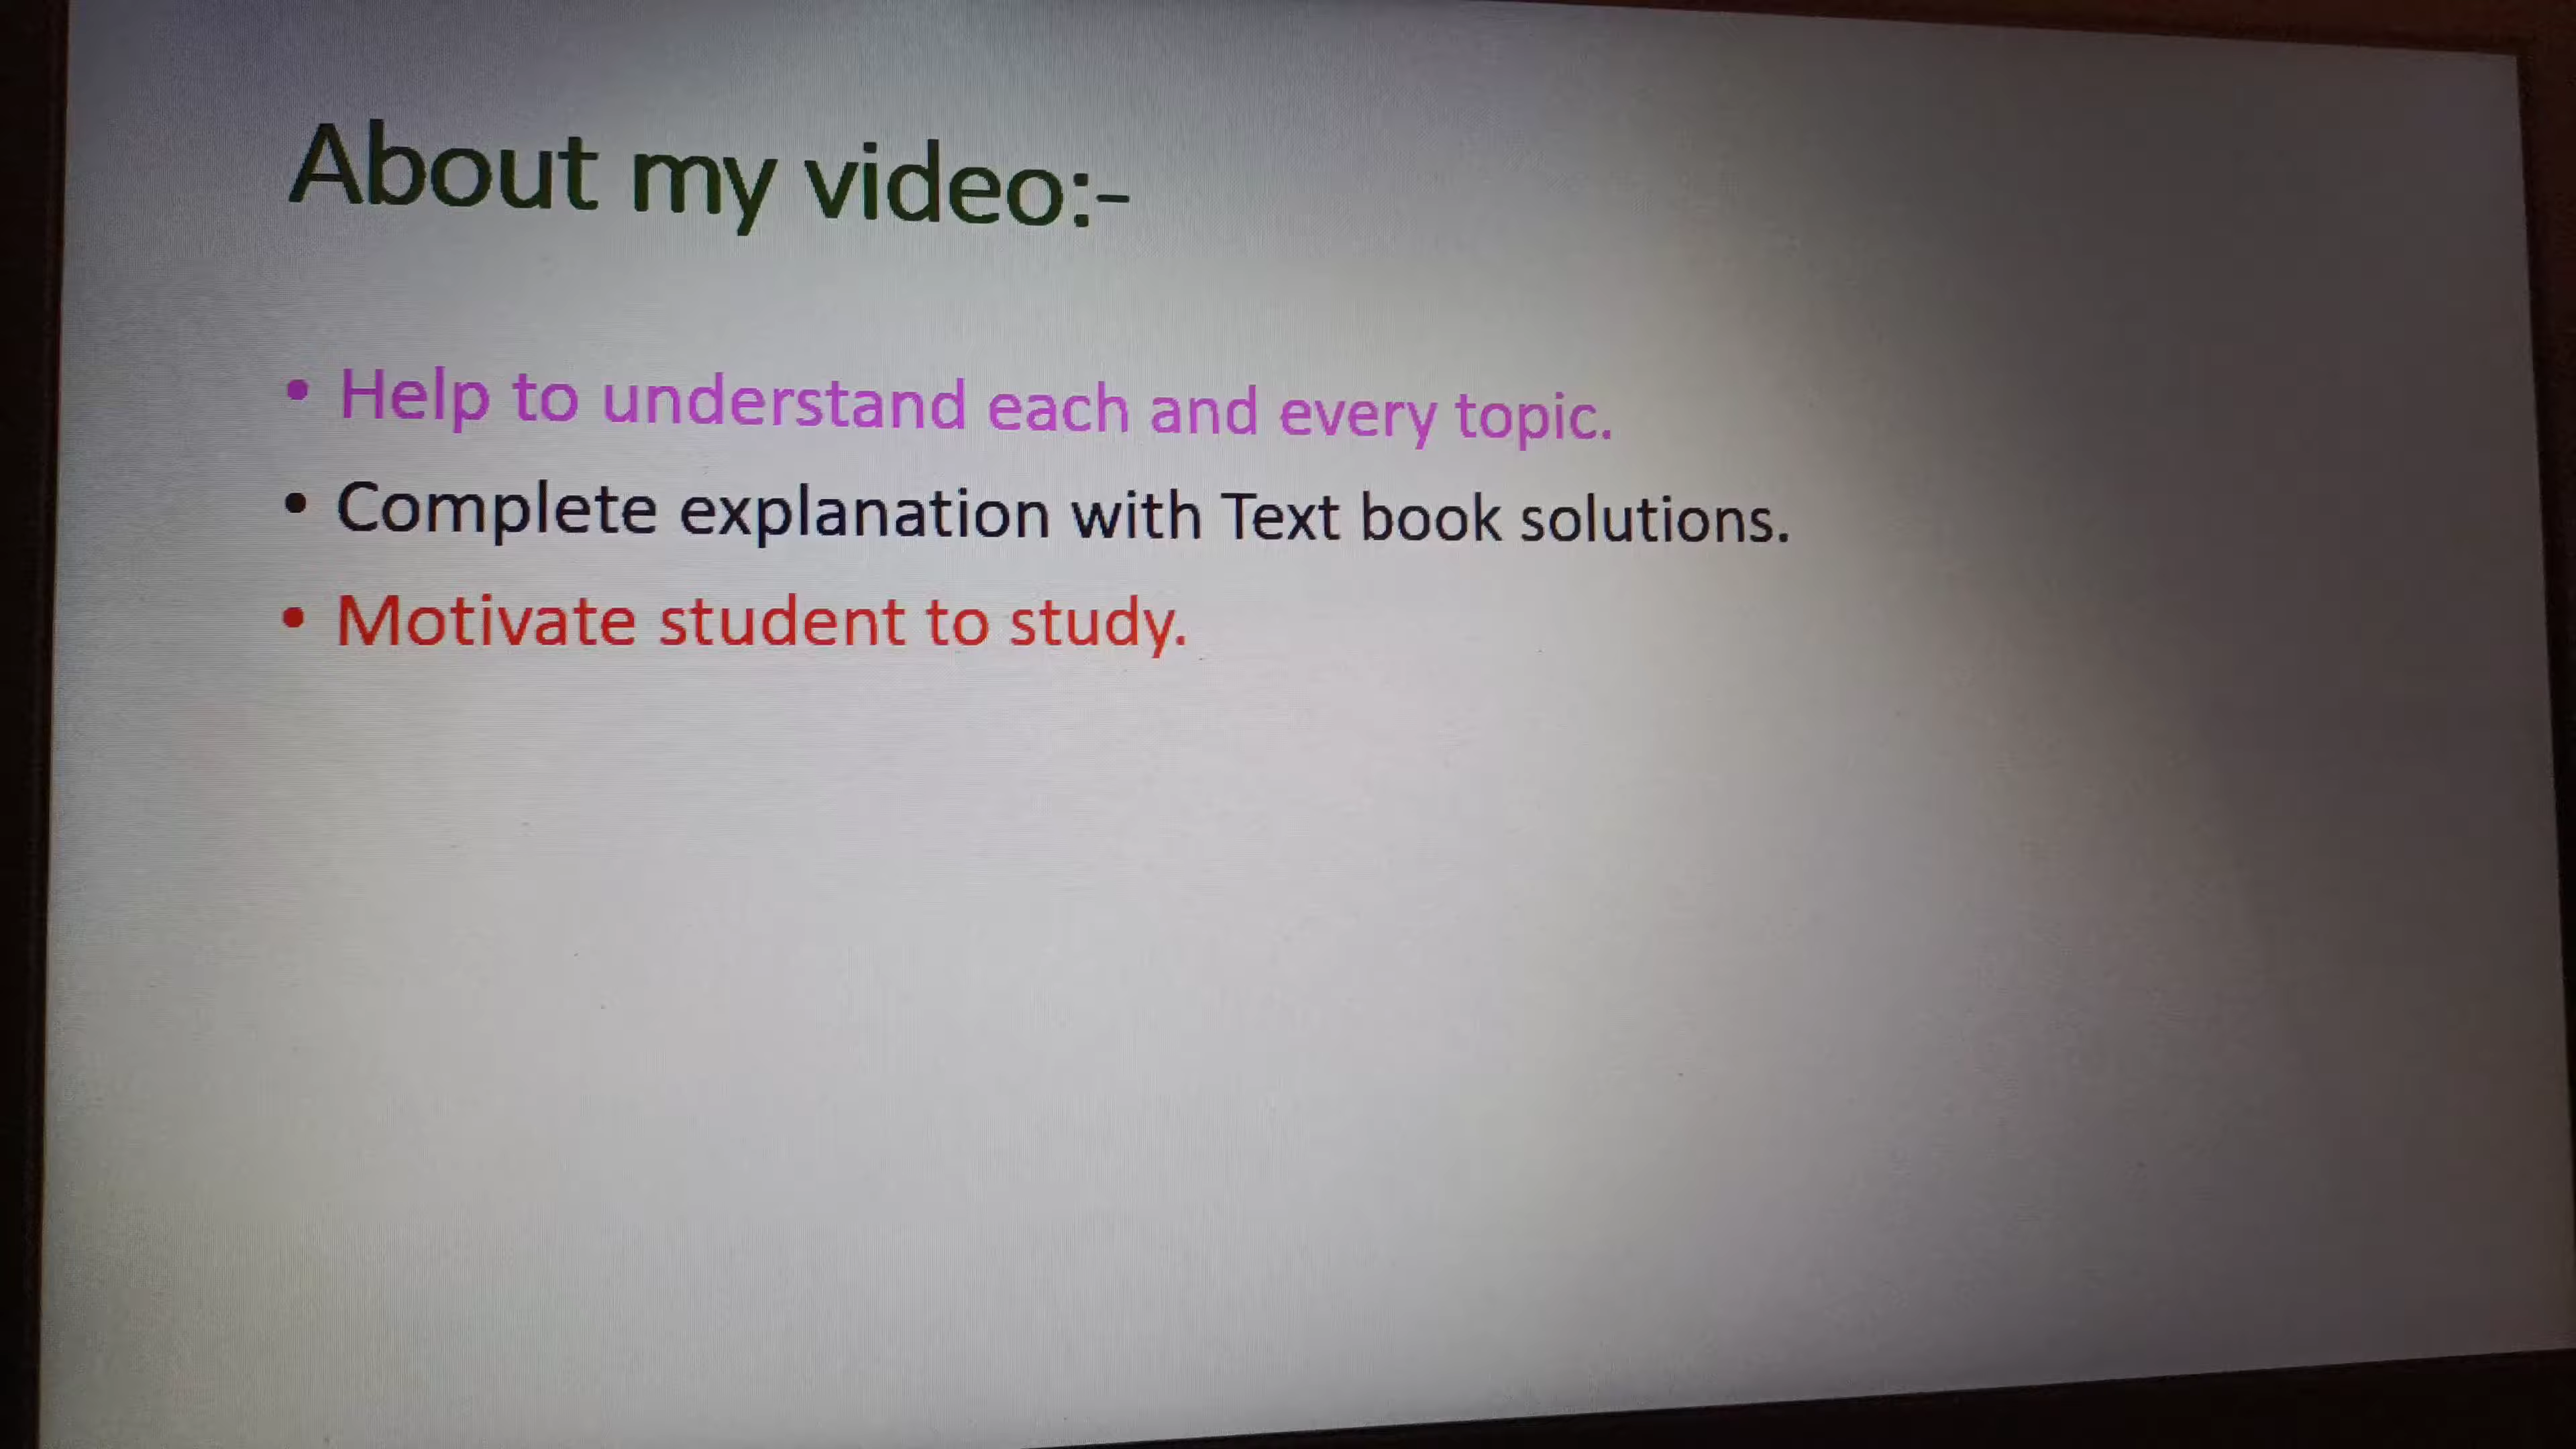 About my video:-
• Help to understand each and every topic.
• Complete explanation with Text book solutions.
• Motivate student to study.